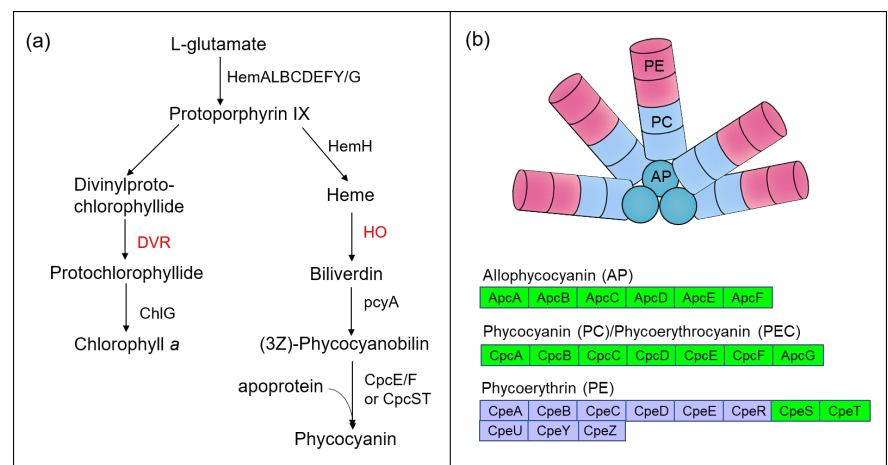 (a)
L-glutamate
HemALBCDEFY/G
Protoporphyrin IX
HemH
Divinylproto-
chlorophyllide
Heme
DVR
HO
Protochlorophyllide
Biliverdin
ChlG
pcyA
Chlorophyll a
(3Z)-Phycocyanobilin
apoprotein
CpcE/F
or CpcST
Phycocyanin
(b)
PE
PC
AP
Allophycocyanin (AP)
ApcA ApcB ApcC ApcD ApcE ApcF
Phycocyanin (PC)/Phycoerythrocyanin (PEC)
CpcA CpcB CpcC CpcD CpcE CpcF ApcG
Phycoerythrin (PE)
CpeA CpeB CpeC CpeD CpeE CpeR CpeS CpeT
CpeU CpeY CpeZ